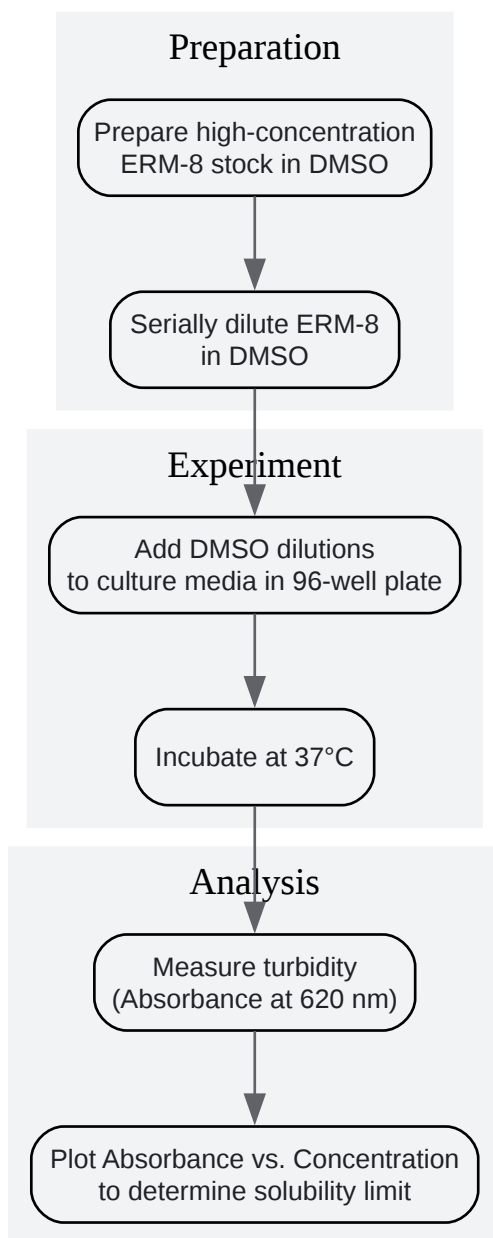 Preparation
Prepare high-concentration
ERM-8 stock in DMSO
Serially dilute ERM-8
in DMSO
Experiment
Add DMSO dilutions
to culture media in 96-well plate
Incubate at 37°C
Analysis
Measure turbidity
(Absorbance at 620 nm)
Plot Absorbance vs. Concentration
to determine solubility limit